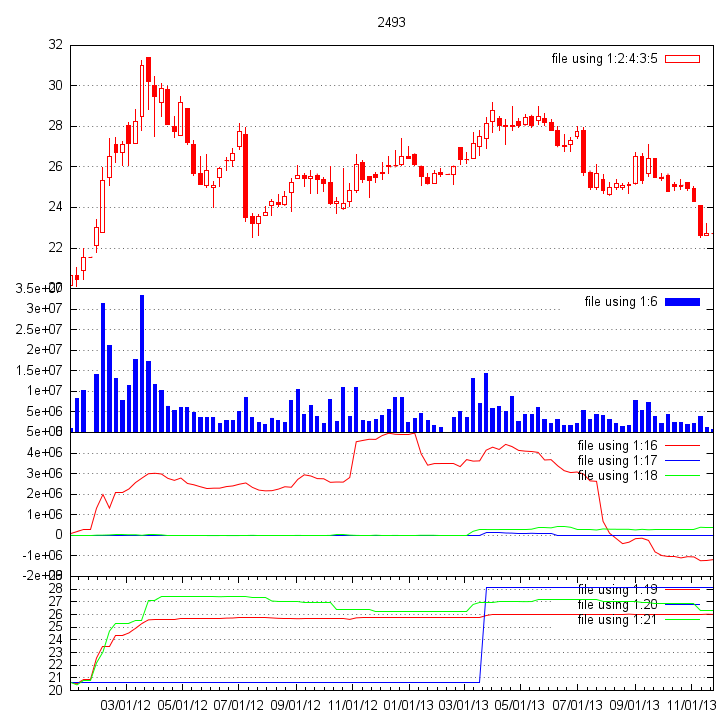 2493
file using 1:2:4:3:5
32
30
28
26
24
22
file using 1:6
3.5e+07
3e+07
2.5e+07
2e+07
1.5e+07
1e+07
5e+06
file using 1:16
file using 1:17
file using 1:18
4e+06
3e+06
2e+06
1e+06
0
-1e+06
file using 1:19
file using 1:20
file using 1:21
28
27
26
25
24
23
22
21
20
03/01/12 05/01/12 07/01/12 09/01/12 11/01/12 01/01/13 03/01/13 05/01/13 07/01/13 09/01/13 11/01/13